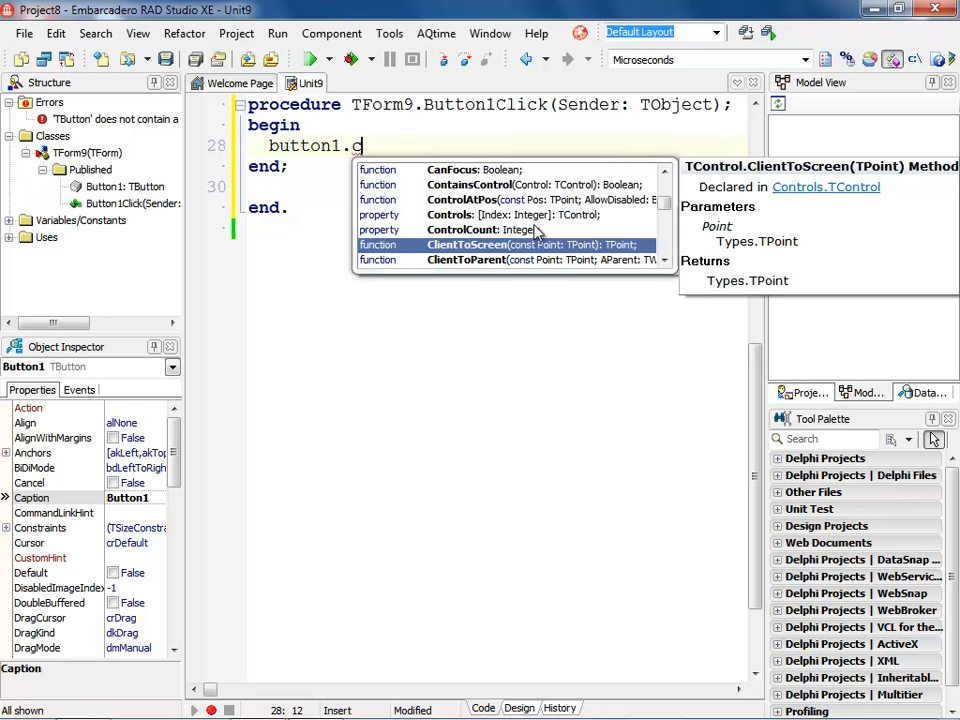 Project8 - Embarcadero RAD Studio XE - Unit9
File Edit Search View Refactor Project Run Component Tools AQtime Window Help
Default Layout
Microseconds
Structure
Errors
'TButton' does not contain a
Classes
TForm9(TForm)
Published
Button1: TButton
Button1Click(Sender:
Variables/Constants
Uses
Object Inspector
Button1 TButton
Properties Events
Action
Align alNone
AlignWithMargins False
Anchors [akLeft,akTop
BiDiMode bdLeftToRigh
Cancel False
Caption Button1
CommandLinkHint
Constraints (TSizeConstra
Cursor crDefault
CustomHint
Default False
DisabledImageIndex -1
DoubleBuffered False
DragCursor crDrag
DragKind dkDrag
DragMode dmManual
Caption
All shown
Welcome Page Unit9
procedure TForm9.Button1Click(Sender: TObject);
begin
28 button1.c
end;
30
end.
function CanFocus: Boolean;
function ContainsControl(Control: TControl): Boolean;
function ControlAtPos(const Pos: TPoint; AllowDisabled: B
property Controls: [Index: Integer]: TControl;
property ControlCount: Integer;
function ClientToScreen(const Point: TPoint): TPoint;
function ClientToParent(const Point: TPoint; AParent: TW
TControl.ClientToScreen(TPoint) Method
Declared in Controls.TControl
Parameters
Point
Types.TPoint
Returns
Types.TPoint
28: 12 Insert Modified Code Design History
Model View
Proje... Mod... Data...
Tool Palette
Search
Delphi Projects
Delphi Projects | Delphi Files
Other Files
Unit Test
Design Projects
Web Documents
Delphi Projects | DataSnap
Delphi Projects | WebServic...
Delphi Projects | WebSnap
Delphi Projects | WebBroker
Delphi Projects | VCL for the...
Delphi Projects | ActiveX
Delphi Projects | XML
Delphi Projects | Inheritabl...
Delphi Projects | Multitier
Profiling